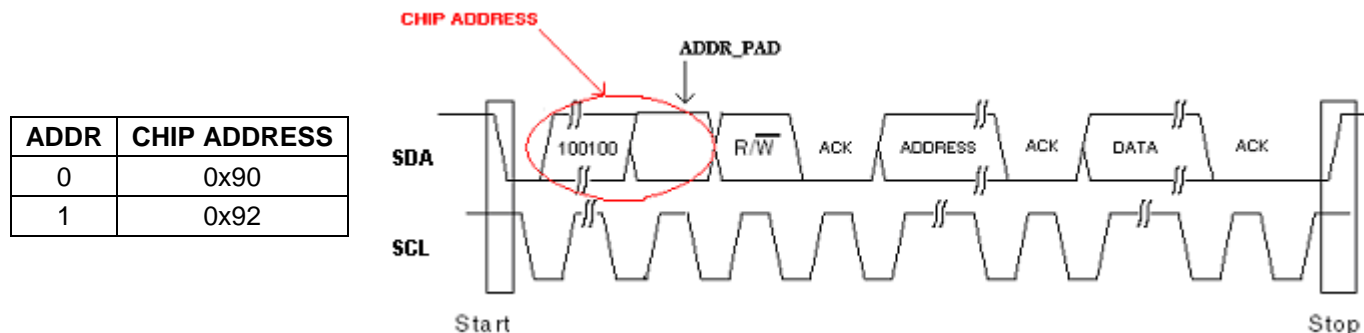 CHIP ADDRESS
ADDR_PAD
ADDR CHIP ADDRESS
0 0x90
1 0x92
SDA 100100 R/W̅ ACK ADDRESS ACK DATA ACK
SCL
Start Stop